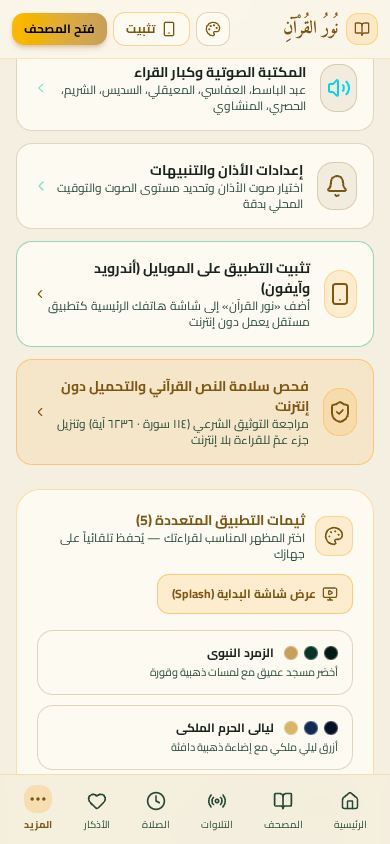 نُورُ القُرْآنِ
تثبيت
فتح المصحف
المكتبة الصوتية وكبار القراء
عبد الباسط، العفاسي، المعيقلي، السديس، الشريم،
الحصري، المنشاوي
إعدادات الأذان والتنبيهات
اختيار صوت الأذان وتحديد مستوى الصوت والتوقيت
المحلي بدقة
تثبيت التطبيق على الموبايل (أندرويد
وآيفون)
أضف «نور القرآن» إلى شاشة هاتفك الرئيسية كتطبيق
مستقل يعمل دون إنترنت
فحص سلامة النص القرآني والتحميل دون
إنترنت
مراجعة التوثيق الشرعي (١١٤ سورة · ٦٢٣٦ آية) وتنزيل
جزء عمّ للقراءة بلا إنترنت
ثيمات التطبيق المتعددة (5)
اختر المظهر المناسب لقراءتك — يُحفظ تلقائياً على
جهازك
عرض شاشة البداية (Splash)
الزمرد النبوي
أخضر مسجد عميق مع لمسات ذهبية وقورة
ليالي الحرم الملكي
أزرق ليلي ملكي مع إضاءة ذهبية دافئة
الرئيسية
المصحف
التلاوات
الصلاة
الأذكار
المزيد